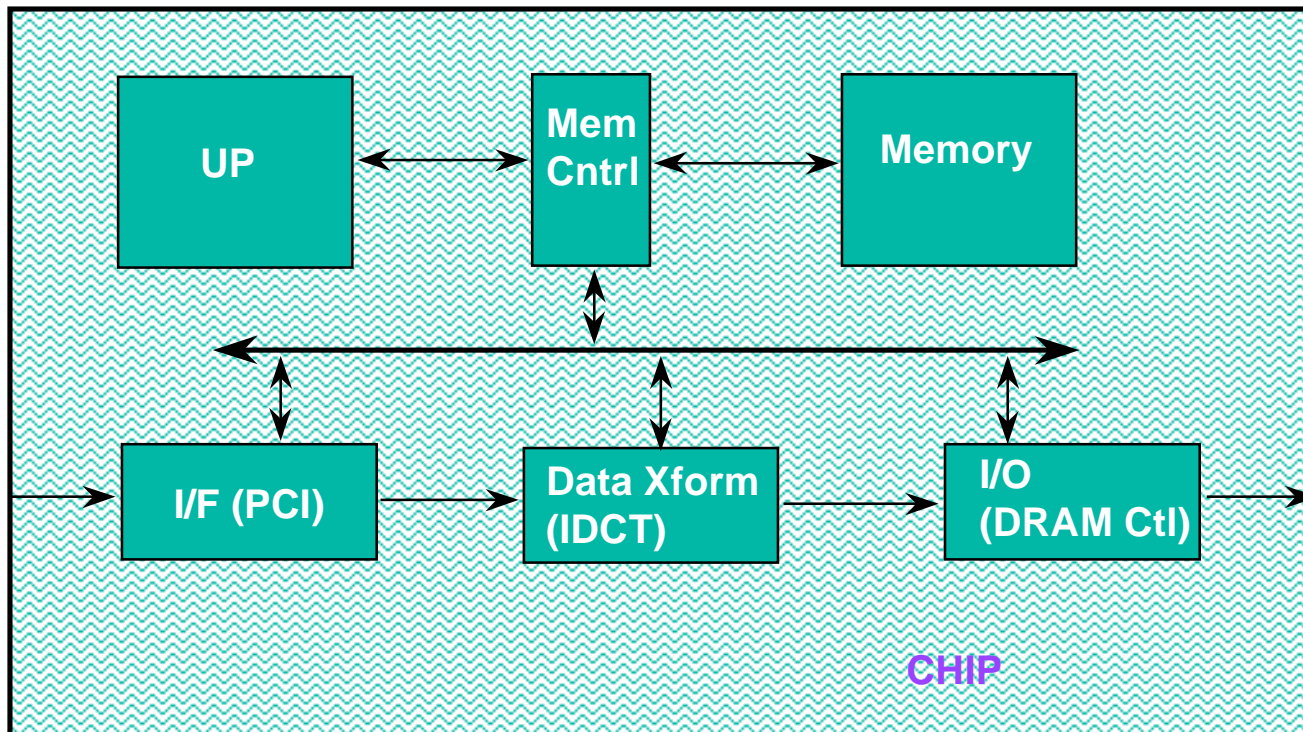 UP
Mem
Cntrl
Memory
I/F (PCI)
Data Xform
(IDCT)
I/O
(DRAM Ctl)
CHIP